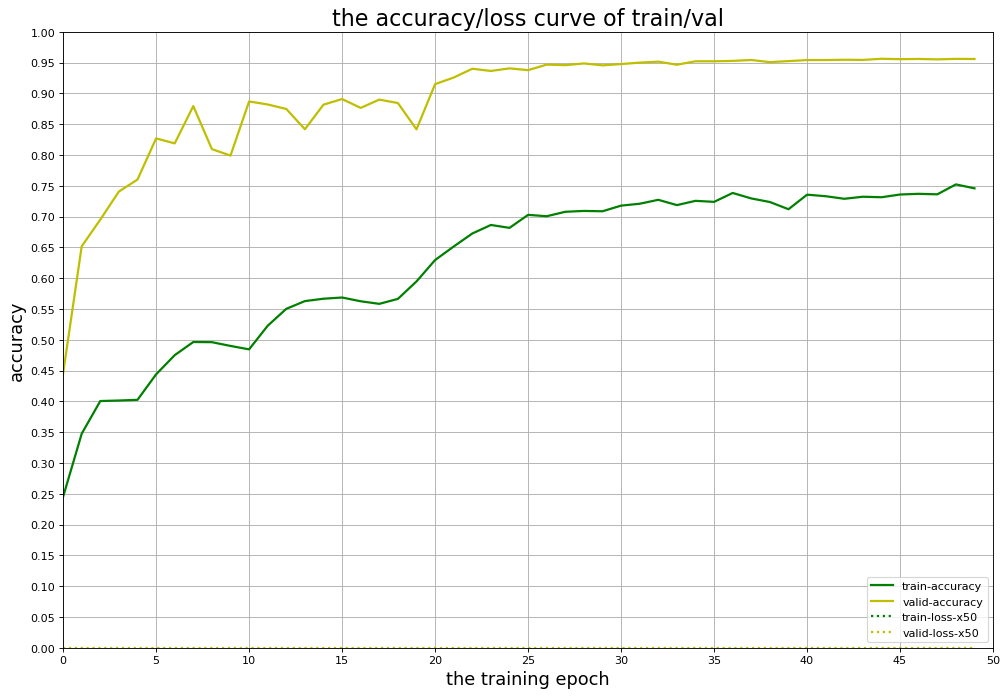 the accuracy/loss curve of train/val
1.00
0.95
0.90
0.85
0.80
0.75
0.70
0.65
0.60
0.55
0.50
0.45
0.40
0.35
0.30
0.25
0.20
0.15
0.10
0.05
0.00
accuracy
train-accuracy
valid-accuracy
train-loss-x50
valid-loss-x50
0 5 10 15 20 25 30 35 40 45 50
the training epoch